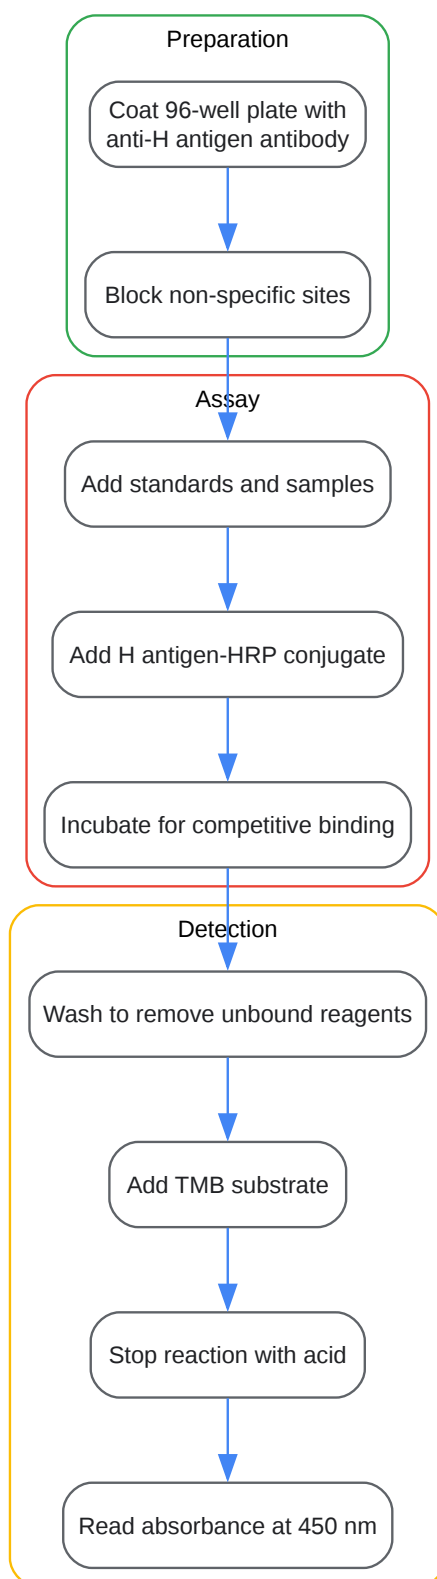 Preparation
Coat 96-well plate with
anti-H antigen antibody
Block non-specific sites
Assay
Add standards and samples
Add H antigen-HRP conjugate
Incubate for competitive binding
Detection
Wash to remove unbound reagents
Add TMB substrate
Stop reaction with acid
Read absorbance at 450 nm